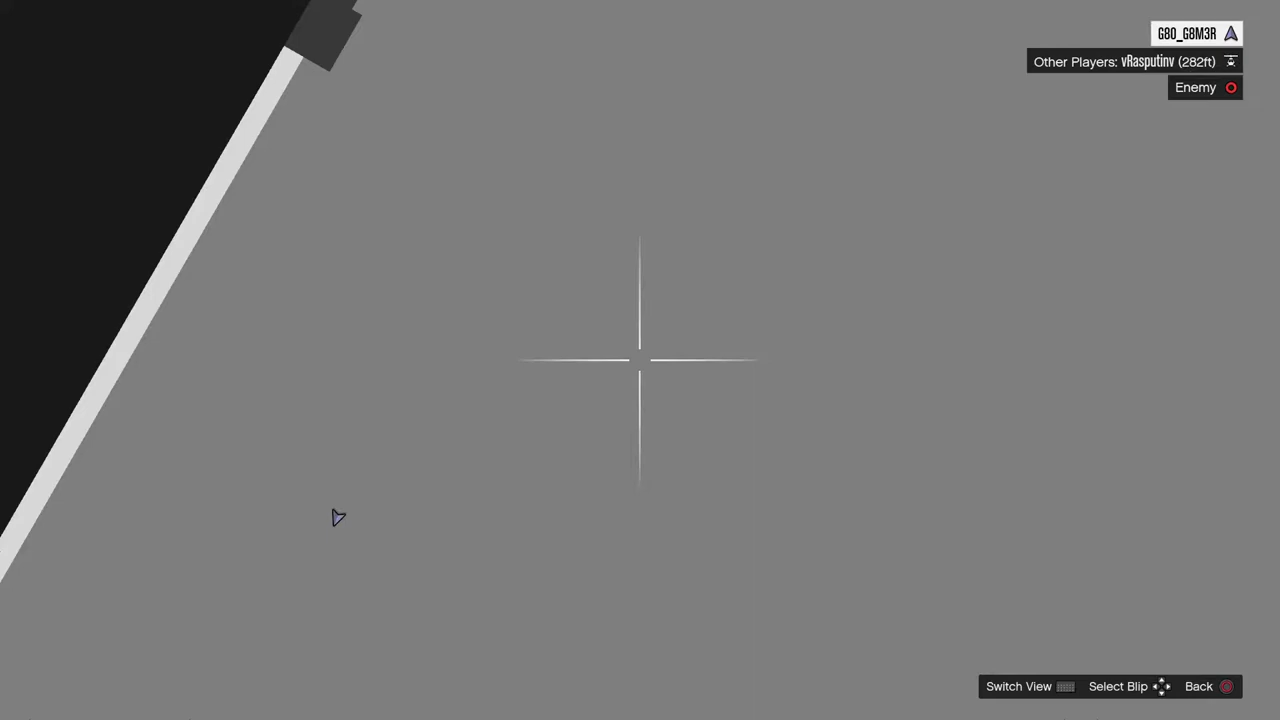 G80_G8M3R
Other Players: vRasputinv (282ft)
Enemy
Switch View Select Blip Back